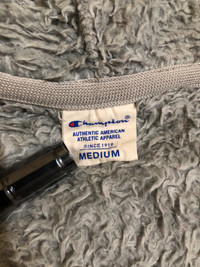 Champion
AUTHENTIC AMERICAN
ATHLETIC APPAREL
SINCE 1919
MEDIUM